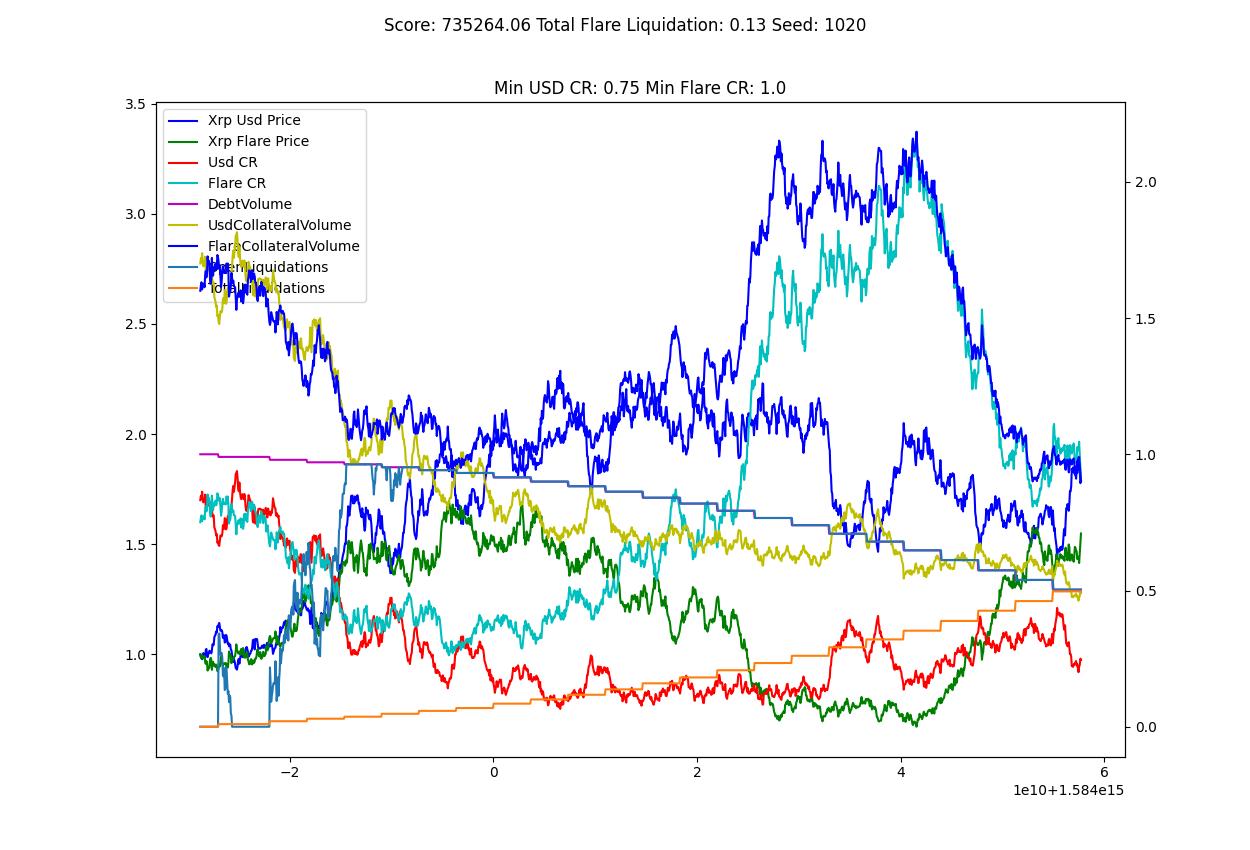 Score: 735264.06 Total Flare Liquidation: 0.13 Seed: 1020
Min USD CR: 0.75 Min Flare CR: 1.0
Xrp Usd Price
Xrp Flare Price
Usd CR
Flare CR
DebtVolume
UsdCollateralVolume
FlareCollateralVolume
3.5
3.0
2.5
2.0
1.5
1.0
2.0
1.5
1.0
0.5
0.0
−2
0
2
4
6
1e10+1.584e15